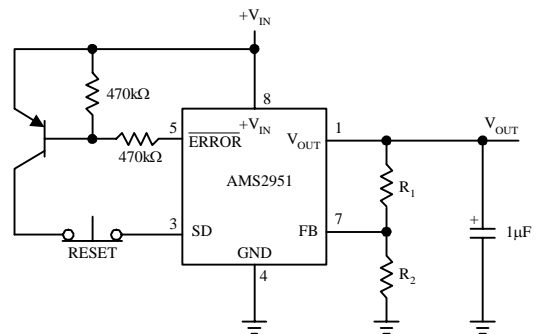 +V_IN
470kΩ
8
5
470kΩ
ERROR
+V_IN
V_OUT
1
V_OUT
AMS2951
R_1
3
SD
FB
7
+
1µF
RESET
GND
4
R_2